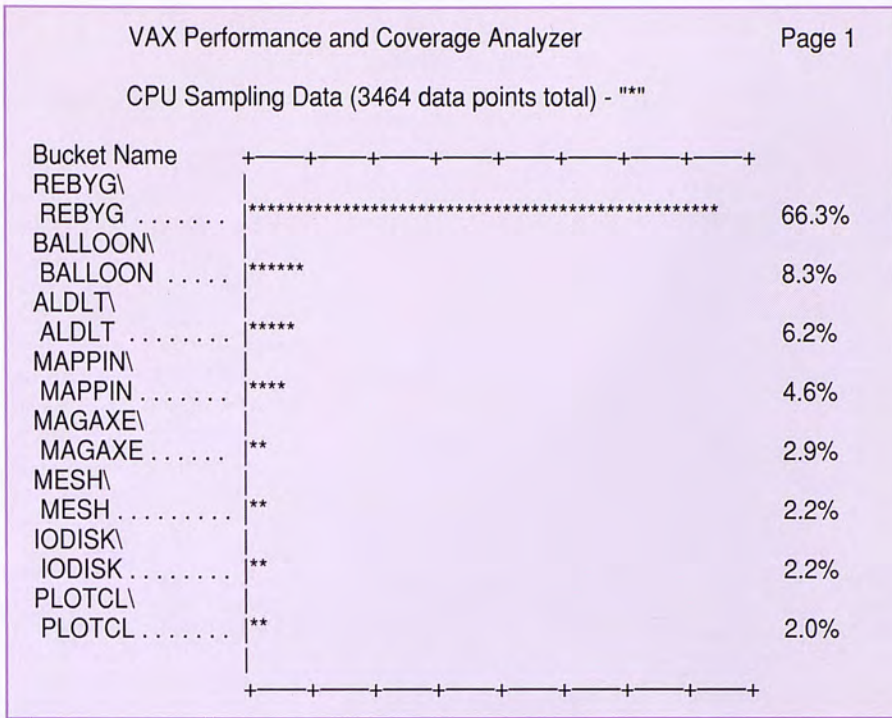 VAX Performance and Coverage Analyzer Page 1
CPU Sampling Data (3464 data points total) - "*"
Bucket Name +——+——+——+——+——+——+——+——+
REBYG\ |
REBYG . . . . . . . |*********************************************** 66.3%
BALLOON\ |
BALLOON . . . . . |****** 8.3%
ALDLT\ |
ALDLT . . . . . . . . |***** 6.2%
MAPPIN\ |
MAPPIN . . . . . . . |**** 4.6%
MAGAXE\ |
MAGAXE . . . . . . |** 2.9%
MESH\ |
MESH . . . . . . . . . |** 2.2%
IODISK\ |
IODISK . . . . . . . . |** 2.2%
PLOTCL\ |
PLOTCL . . . . . . . |** 2.0%
|
+——+——+——+——+——+——+——+——+